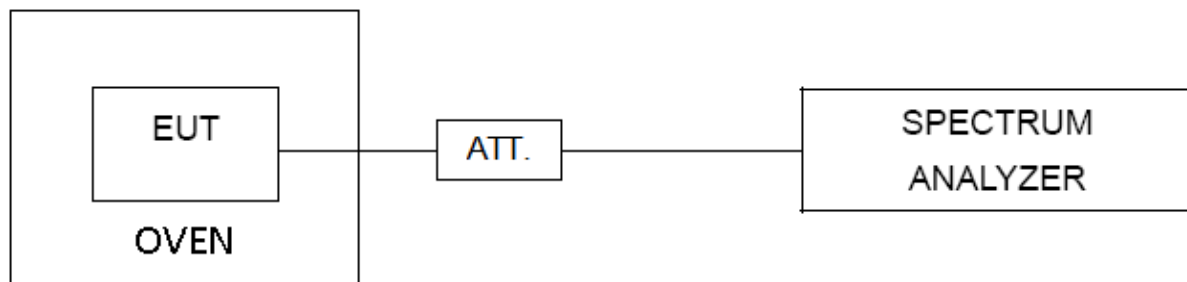 EUT
OVEN
ATT.
SPECTRUM
ANALYZER